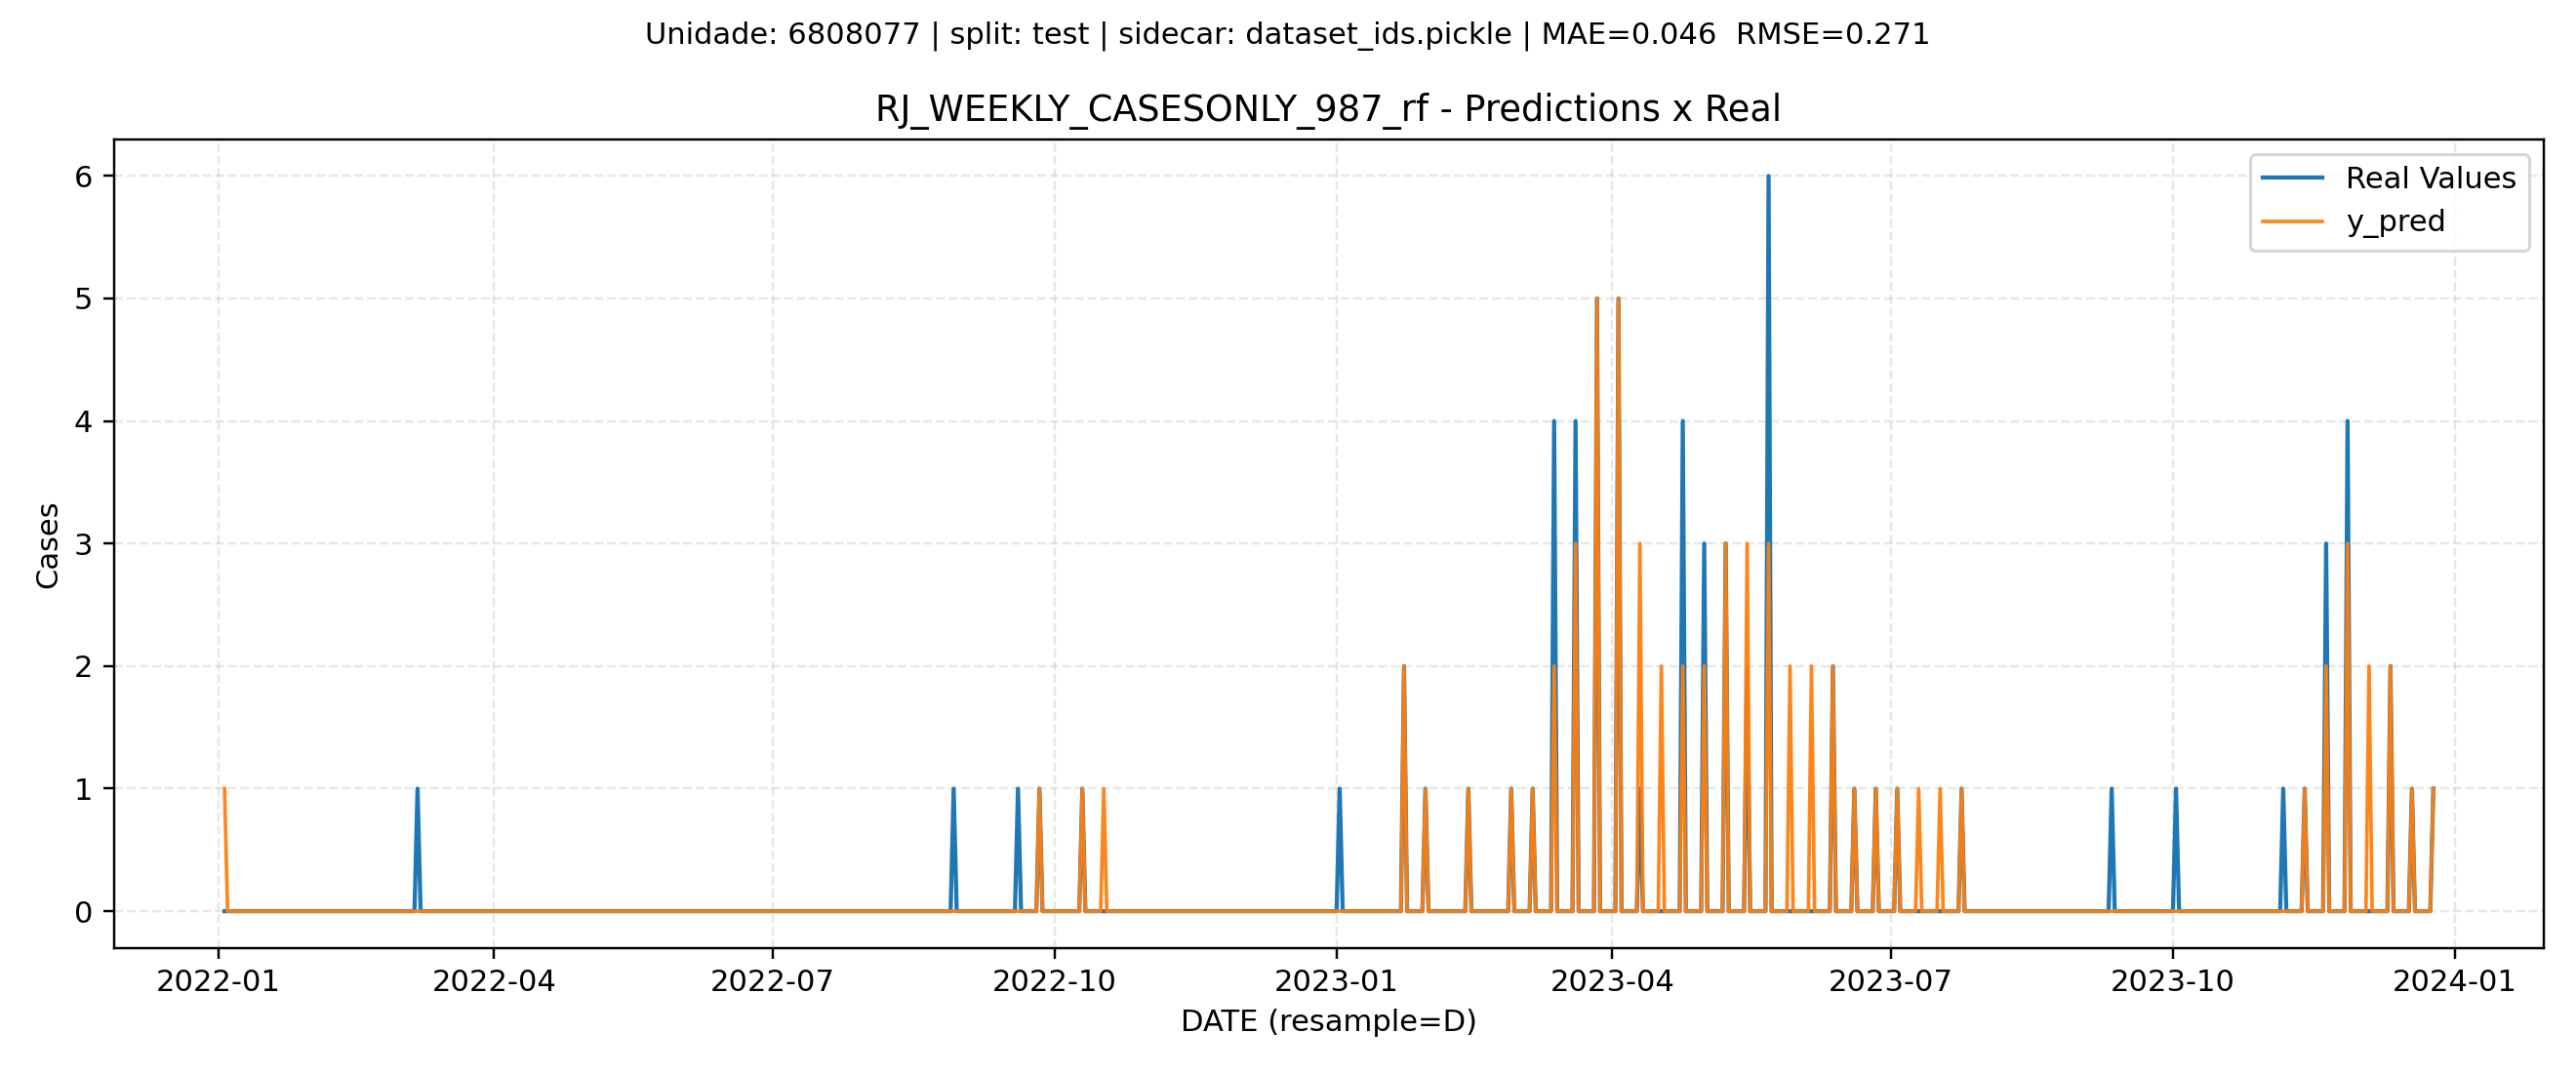 Unidade: 6808077 | split: test | sidecar: dataset_ids.pickle | MAE=0.046  RMSE=0.271
RJ_WEEKLY_CASESONLY_987_rf - Predictions x Real
Real Values
y_pred
Cases
6
5
4
3
2
1
0
2022-01
2022-04
2022-07
2022-10
2023-01
2023-04
2023-07
2023-10
2024-01
DATE (resample=D)